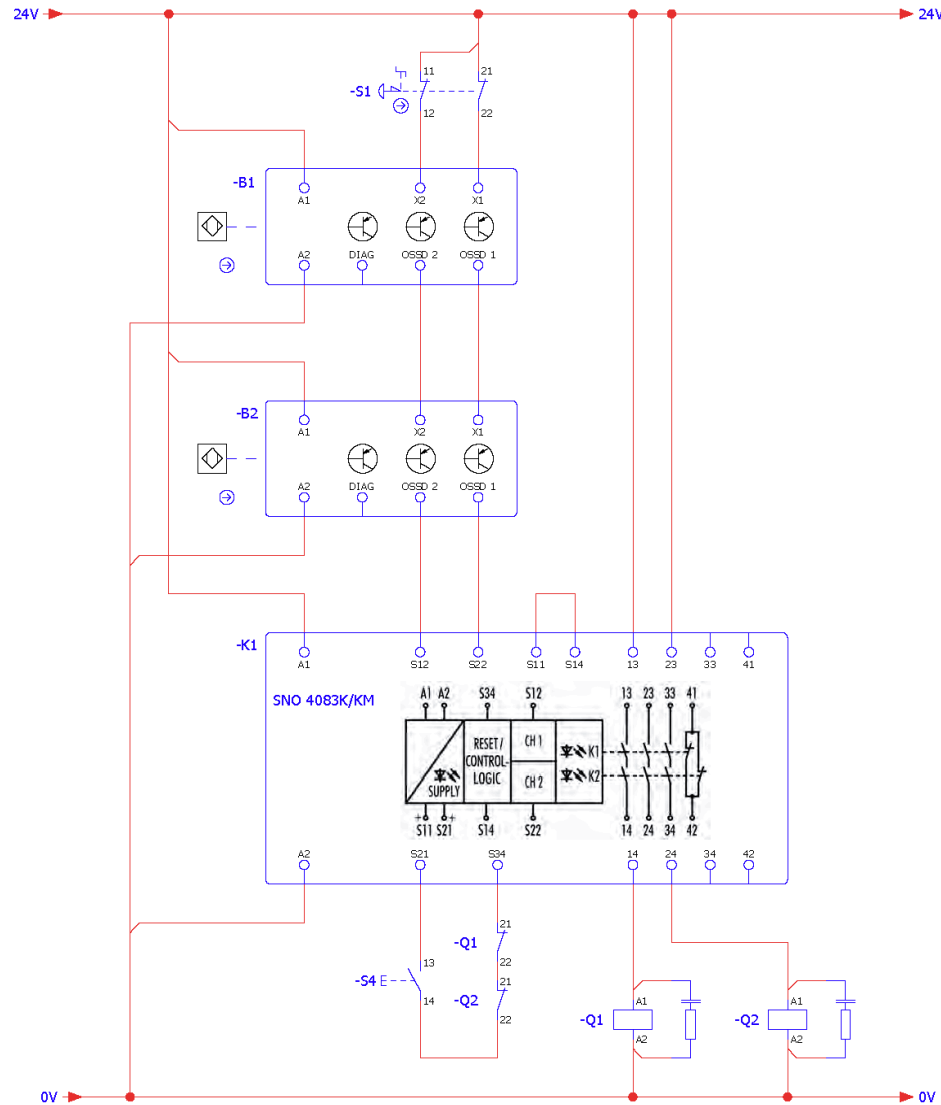 24V 24V
11 21
-S1
12 22
-B1
A1 X2 X1
A2 DIAG OSSD 2 OSSD 1
-B2
A1 X2 X1
A2 DIAG OSSD 2 OSSD 1
-K1
A1 S12 S22 S11 S14 13 23 33 41
SNO 4083K/KM
A1 A2 S34 S12 13 23 33 41
RESET/ CH 1
CONTROL- K1
LOGIC CH 2 K2
SUPPLY
+ +
S11 S21 S14 S22 14 24 34 42
A2 S21 S34 14 24 34 42
21
-Q1
13 22
-S4 21
14 -Q2
22
A1 A1
-Q1 -Q2
A2 A2
0V 0V